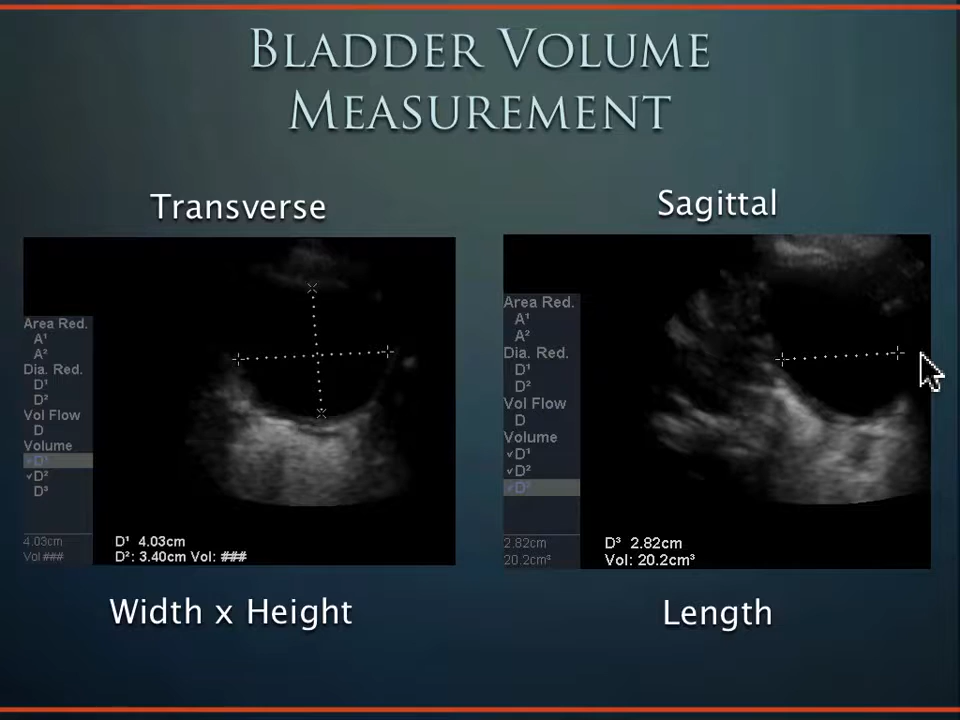 BLADDER VOLUME
MEASUREMENT
Transverse
Area Red.
A¹
A²
Dia. Red.
D¹
D²
Vol Flow
D
Volume
✓D¹
✓D²
D³
4.03cm
Vol ###
D¹ 4.03cm
D²: 3.40cm Vol: ###
Width x Height
Sagittal
Area Red.
A¹
A²
Dia. Red.
D¹
D²
Vol Flow
D
Volume
✓D¹
✓D²
✓D³
2.82cm
20.2cm³
D³ 2.82cm
Vol: 20.2cm³
Length